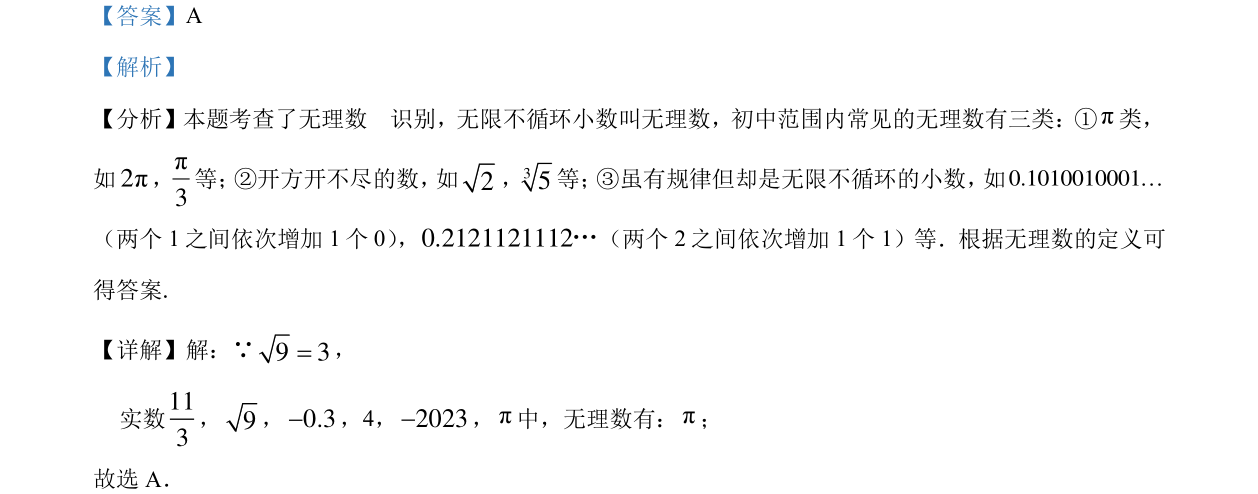 【答案】A
【解析】
【分析】本题考查了无理数 识别，无限不循环小数叫无理数，初中范围内常见的无理数有三类：①π类，
如2π，π/3等；②开方开不尽的数，如√2，∛5等；③虽有规律但却是无限不循环的小数，如0.1010010001…
（两个1之间依次增加1个0），0.2121121112…（两个2之间依次增加1个1）等．根据无理数的定义可
得答案.
【详解】解：∵√9=3，
实数11/3，√9，−0.3，4，−2023，π中，无理数有：π；
故选A．